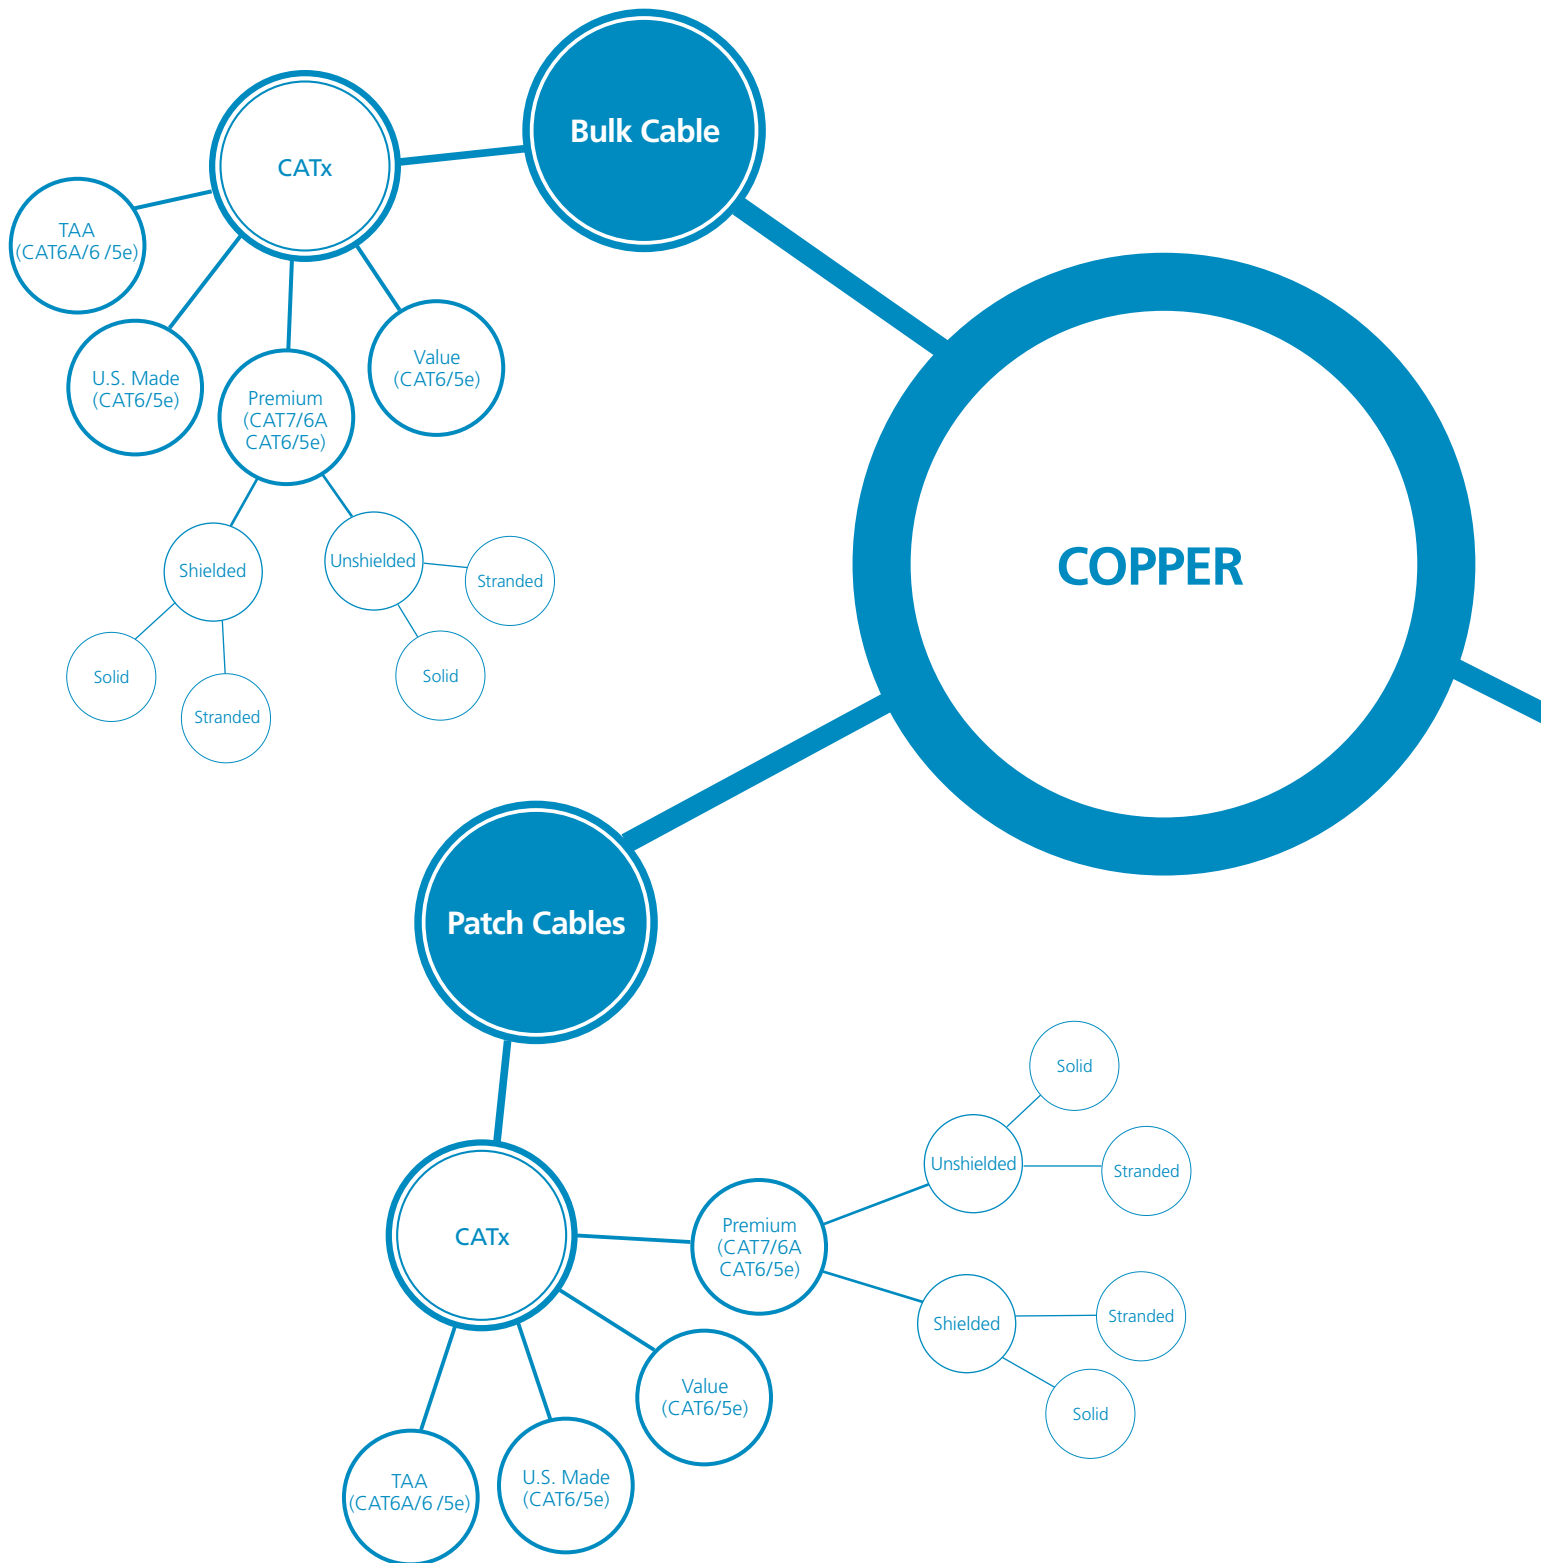 Bulk Cable
CATx
TAA
(CAT6A/6 /5e)
U.S. Made
(CAT6/5e)
Premium
(CAT7/6A
CAT6/5e)
Value
(CAT6/5e)
Shielded
Unshielded
Stranded
Solid
Solid
Stranded
COPPER
Patch Cables
CATx
Premium
(CAT7/6A
CAT6/5e)
Unshielded
Solid
Stranded
Shielded
Stranded
Solid
Value
(CAT6/5e)
U.S. Made
(CAT6/5e)
TAA
(CAT6A/6 /5e)